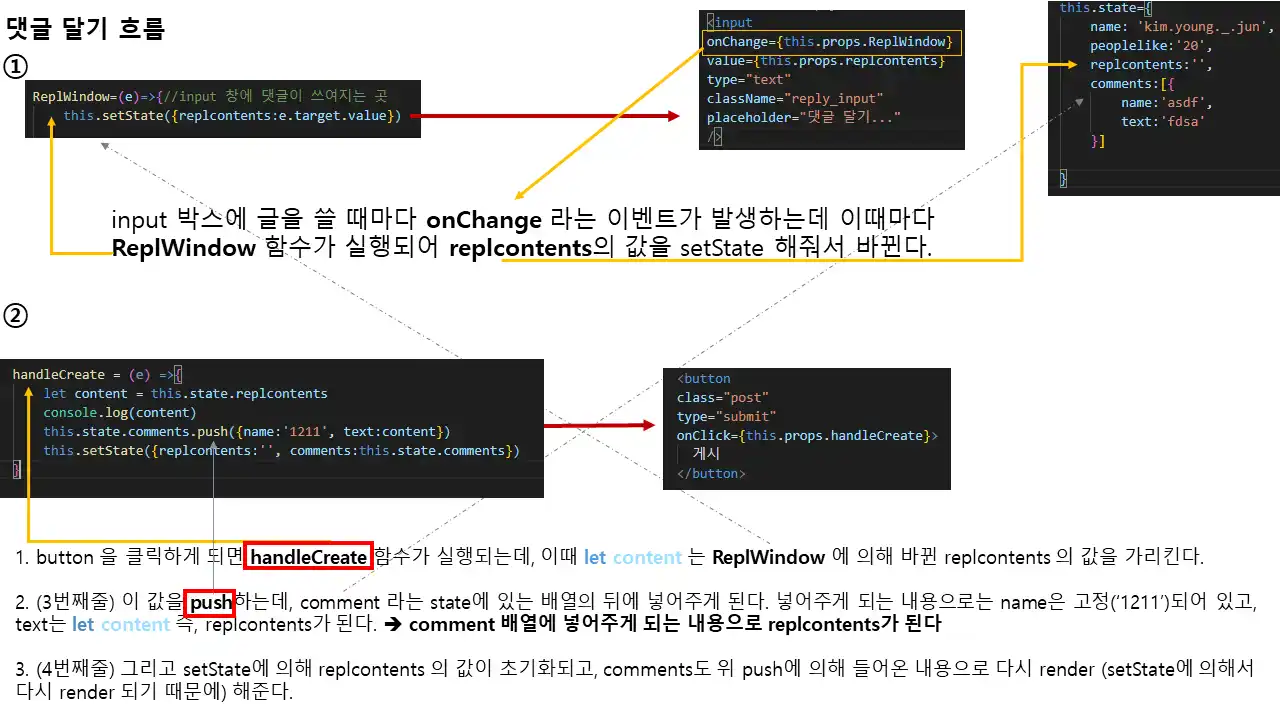 댓글 달기 흐름
①
ReplWindow=(e)=>{//input 창에 댓글이 쓰여지는 곳
this.setState({replcontents:e.target.value})
<input
onChange={this.props.ReplWindow}
value={this.props.replcontents}
type="text"
className="reply_input"
placeholder="댓글 달기..."
/>
this.state={
name: 'kim.young._.jun',
peoplelike:'20',
replcontents:'',
comments:[{
name:'asdf',
text:'fdsa'
}]
}
input 박스에 글을 쓸 때마다 onChange 라는 이벤트가 발생하는데 이때마다
ReplWindow 함수가 실행되어 replcontents의 값을 setState 해줘서 바뀐다.
②
handleCreate = (e) =>{
let content = this.state.replcontents
console.log(content)
this.state.comments.push({name:'1211', text:content})
this.setState({replcontents:'', comments:this.state.comments})
}
<button
class="post"
type="submit"
onClick={this.props.handleCreate}>
게시
</button>
1. button 을 클릭하게 되면 handleCreate 함수가 실행되는데, 이때 let content 는 ReplWindow 에 의해 바뀐 replcontents 의 값을 가리킨다.
2. (3번째줄) 이 값을 push하는데, comment 라는 state에 있는 배열의 뒤에 넣어주게 된다. 넣어주게 되는 내용으로는 name은 고정('1211')되어 있고,
text는 let content 즉, replcontents가 된다. ➔ comment 배열에 넣어주게 되는 내용으로 replcontents가 된다
3. (4번째줄) 그리고 setState에 의해 replcontents 의 값이 초기화되고, comments도 위 push에 의해 들어온 내용으로 다시 render (setState에 의해서
다시 render 되기 때문에) 해준다.